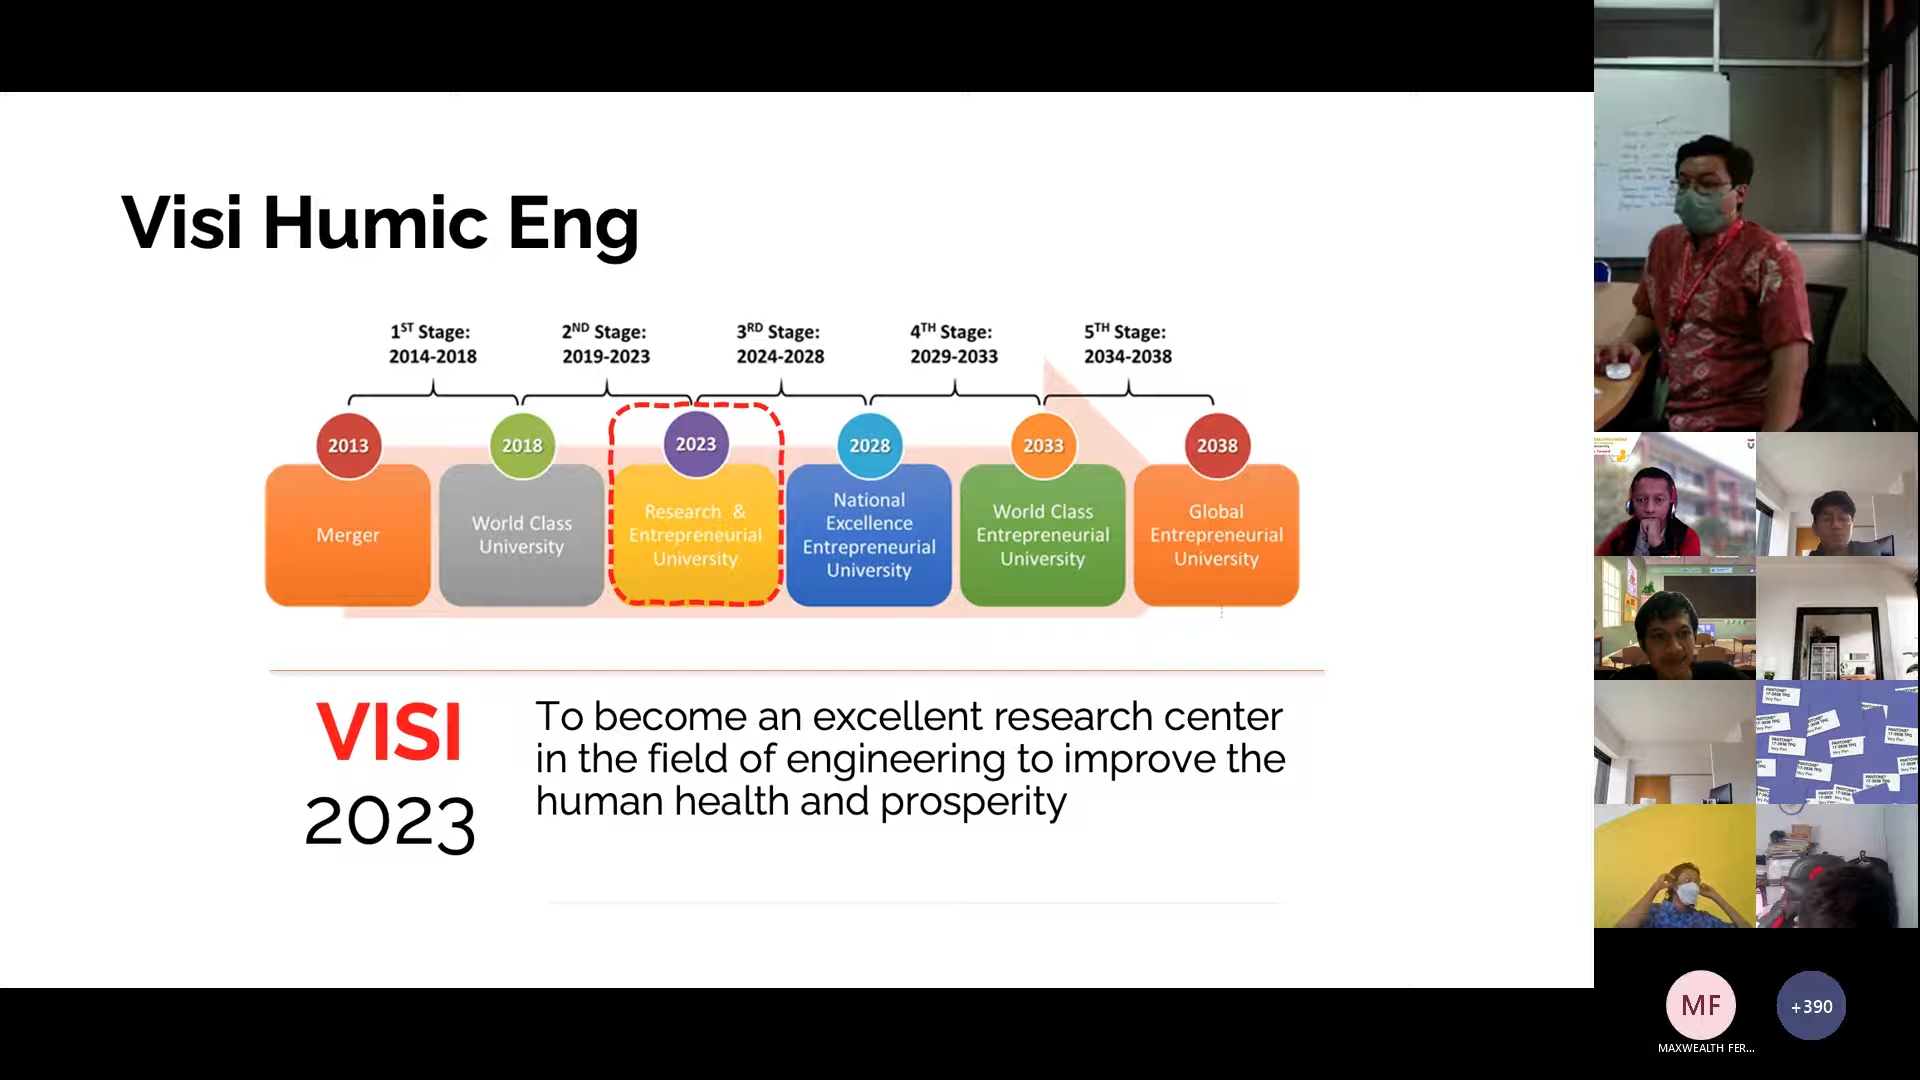 Visi Humic Eng
1ST Stage:
2014-2018
2ND Stage:
2019-2023
3RD Stage:
2024-2028
4TH Stage:
2029-2033
5TH Stage:
2034-2038
2013
2018
2023
2028
2033
2038
Merger
World Class
University
Research &
Entrepreneurial
University
National
Excellence
Entrepreneurial
University
World Class
Entrepreneurial
University
Global
Entrepreneurial
University
VISI
2023
To become an excellent research center
in the field of engineering to improve the
human health and prosperity
MF
+390
MAXWEALTH FER...